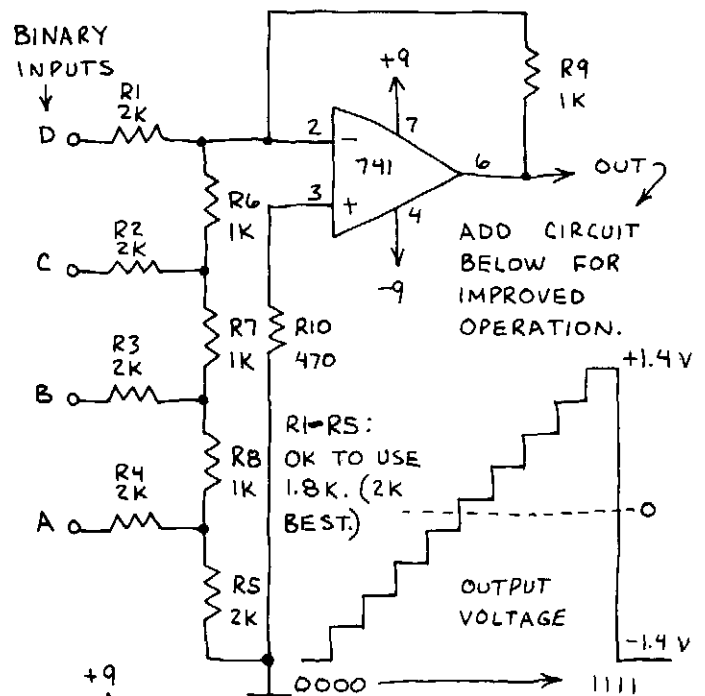 BINARY
INPUTS
D
R1
2K
R6
1K
C
R2
2K
R7
1K
B
R3
2K
R8
1K
A
R4
2K
R5
2K
2
3
-
+
741
7
4
6
+9
-9
R9
1K
R10
470
OUT
ADD CIRCUIT
BELOW FOR
IMPROVED
OPERATION.
R1-R5:
OK TO USE
1.8K. (2K
BEST.)
+1.4 V
0
-1.4 V
OUTPUT
VOLTAGE
0000
1111
+9